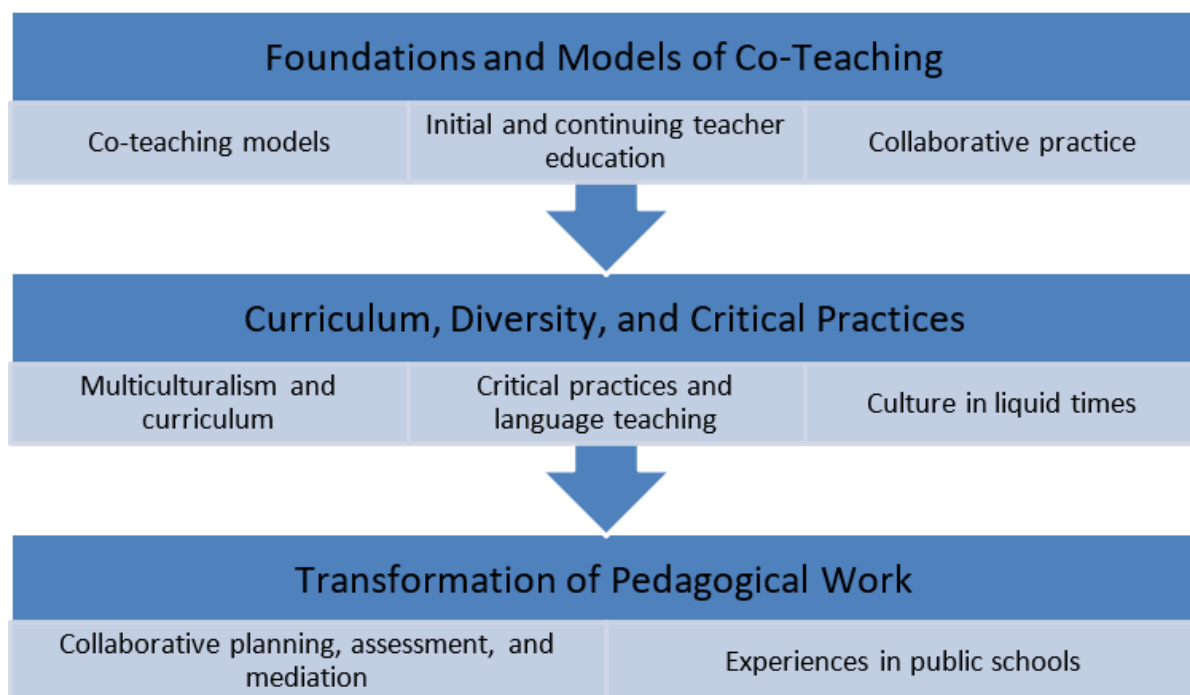 Foundations and Models of Co-Teaching
Co-teaching models
Initial and continuing teacher
education
Collaborative practice
Curriculum, Diversity, and Critical Practices
Multiculturalism and
curriculum
Critical practices and
language teaching
Culture in liquid times
Transformation of Pedagogical Work
Collaborative planning, assessment, and
mediation
Experiences in public schools